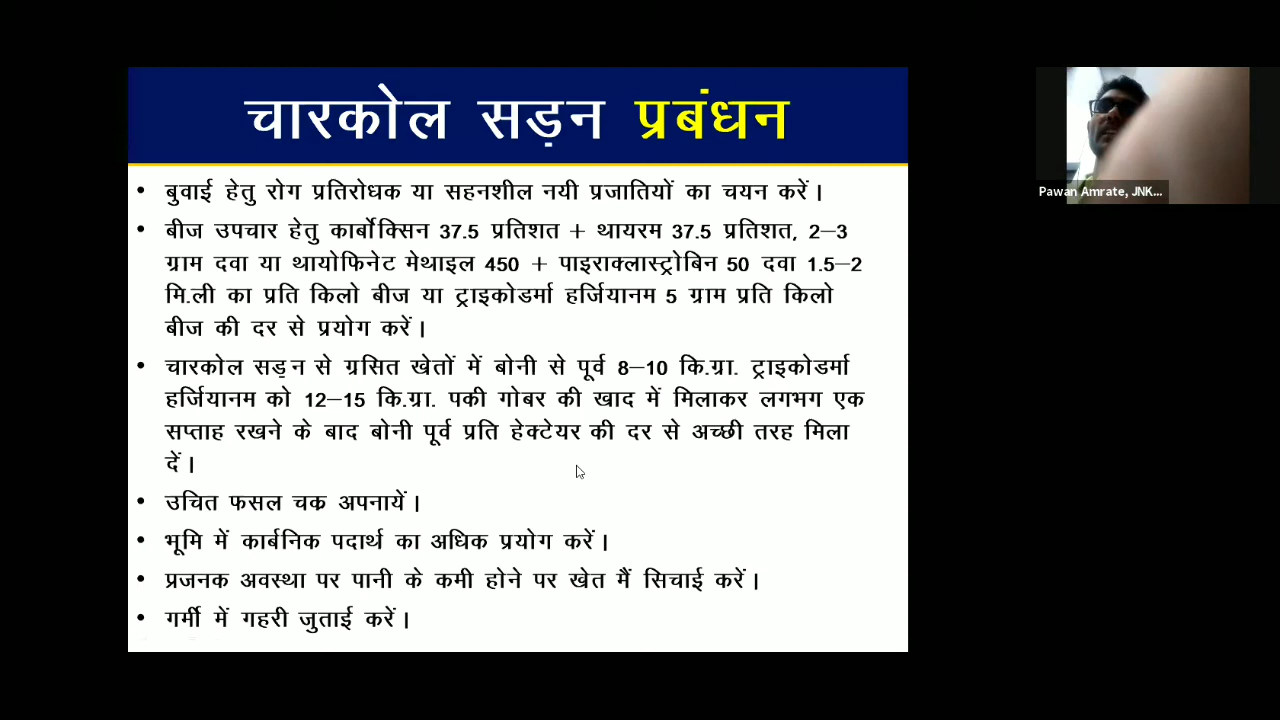 चारकोल सड़न प्रबंधन
• बुवाई हेतु रोग प्रतिरोधक या सहनशील नयी प्रजातियों का चयन करें।
• बीज उपचार हेतु कार्बोक्सिन 37.5 प्रतिशत + थायरम 37.5 प्रतिशत, 2–3
ग्राम दवा या थायोफिनेट मेथाइल 450 + पाइराक्लास्ट्रोबिन 50 दवा 1.5–2
मि.ली का प्रति किलो बीज या ट्राइकोडर्मा हर्जियानम 5 ग्राम प्रति किलो
बीज की दर से प्रयोग करें।
• चारकोल सड़न से ग्रसित खेतों में बोनी से पूर्व 8–10 कि.ग्रा. ट्राइकोडर्मा
हर्जियानम को 12–15 कि.ग्रा. पकी गोबर की खाद में मिलाकर लगभग एक
सप्ताह रखने के बाद बोनी पूर्व प्रति हेक्टेयर की दर से अच्छी तरह मिला
दें।
• उचित फसल चक अपनायें।
• भूमि में कार्बनिक पदार्थ का अधिक प्रयोग करें।
• प्रजनक अवस्था पर पानी के कमी होने पर खेत मैं सिचाई करें।
• गर्मी में गहरी जुताई करें।
Pawan Amrate, JNK...